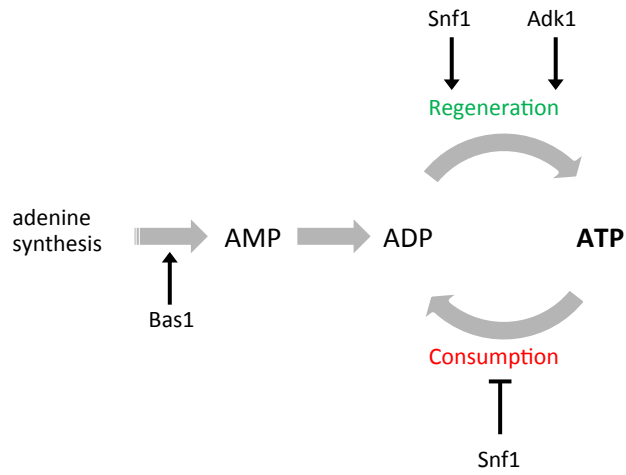 Snf1 Adk1
Regeneration
adenine
synthesis
AMP
ADP
ATP
Bas1
Consumption
Snf1